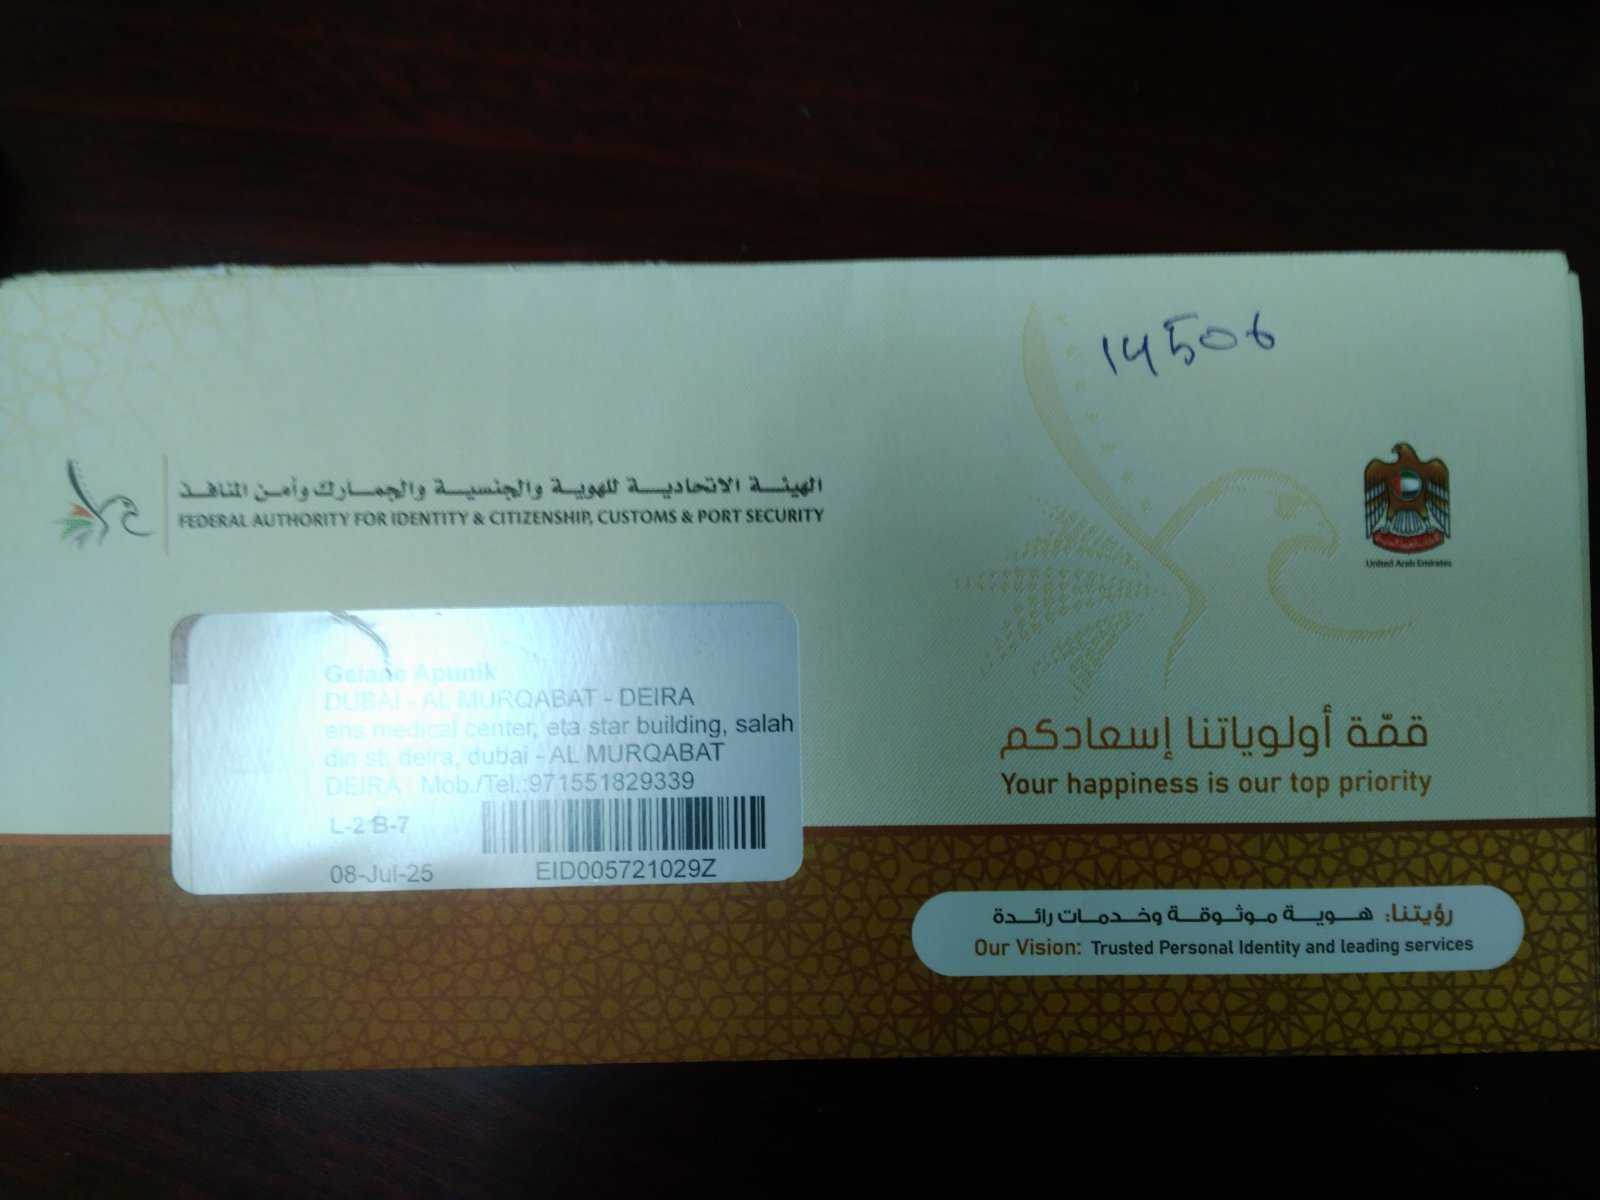 14506
الهيئة الاتحادية للهوية والجنسية والجمارك وأمن المنافذ
FEDERAL AUTHORITY FOR IDENTITY & CITIZENSHIP, CUSTOMS & PORT SECURITY
United Arab Emirates
Apunik
DUBAI - AL MURQABAT - DEIRA
ens medical center, eta star building, salah
din st, deira, dubai - AL MURQABAT
DEIRA Mob./Tel.:971551829339
L-2 B-7
08-Jul-25 EID005721029Z
قمّة أولوياتنا إسعادكم
Your happiness is our top priority
رؤيتنا: هوية موثوقة وخدمات رائدة
Our Vision: Trusted Personal Identity and leading services